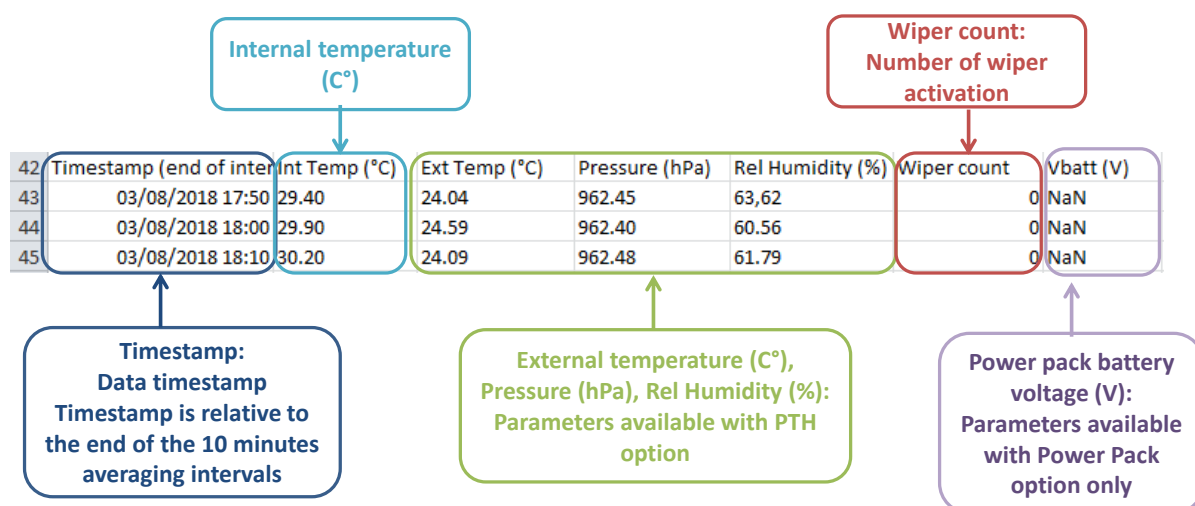 Internal temperature
(C°)
Wiper count:
Number of wiper
activation
42 Timestamp (end of inter Int Temp (°C) Ext Temp (°C) Pressure (hPa) Rel Humidity (%) Wiper count Vbatt (V)
43 03/08/2018 17:50 29.40 24.04 962.45 63,62 0 NaN
44 03/08/2018 18:00 29.90 24.59 962.40 60.56 0 NaN
45 03/08/2018 18:10 30.20 24.09 962.48 61.79 0 NaN
Timestamp:
Data timestamp
Timestamp is relative to
the end of the 10 minutes
averaging intervals
External temperature (C°),
Pressure (hPa), Rel Humidity (%):
Parameters available with PTH
option
Power pack battery
voltage (V):
Parameters available
with Power Pack
option only